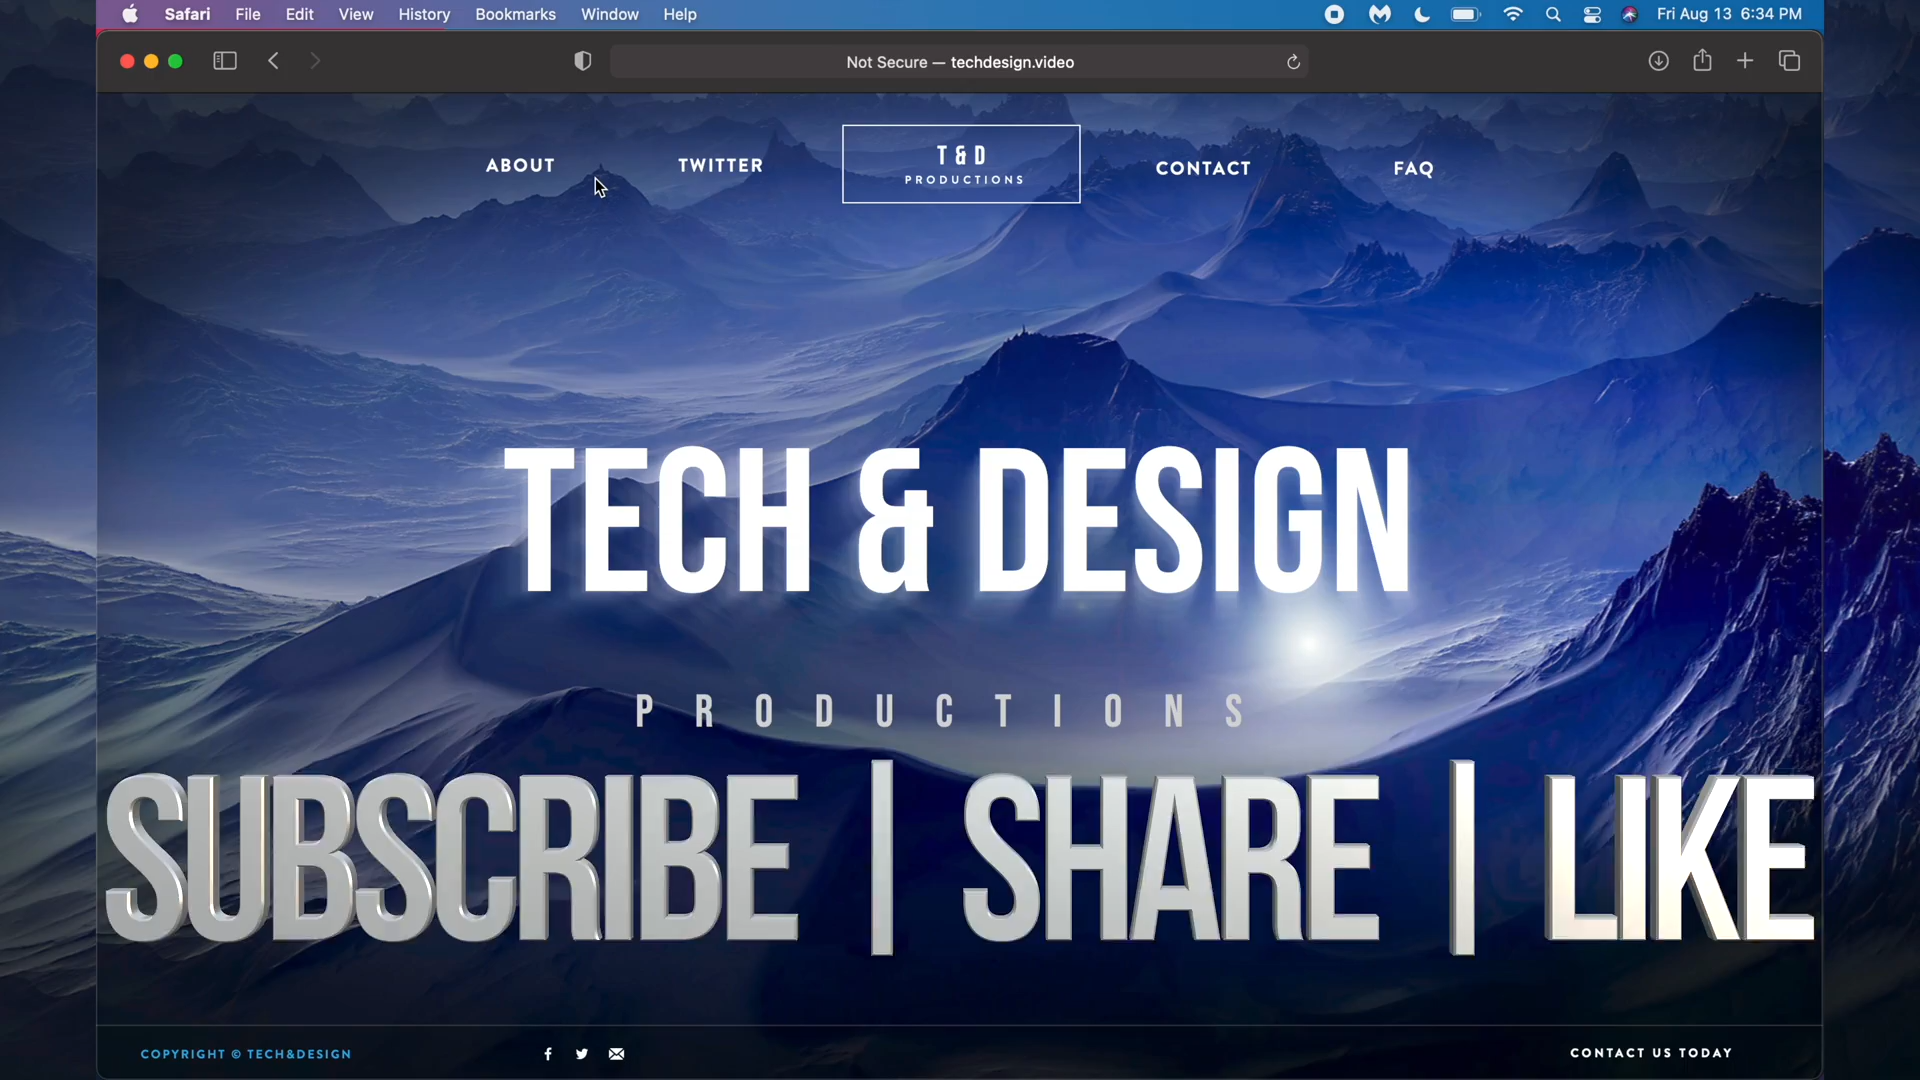 Safari File Edit View History Bookmarks Window Help Fri Aug 13 6:34 PM
Not Secure — techdesign.video
ABOUT TWITTER T & D CONTACT FAQ
PRODUCTIONS
TECH & DESIGN
PRODUCTIONS
SUBSCRIBE | SHARE | LIKE
COPYRIGHT © TECH&DESIGN CONTACT US TODAY